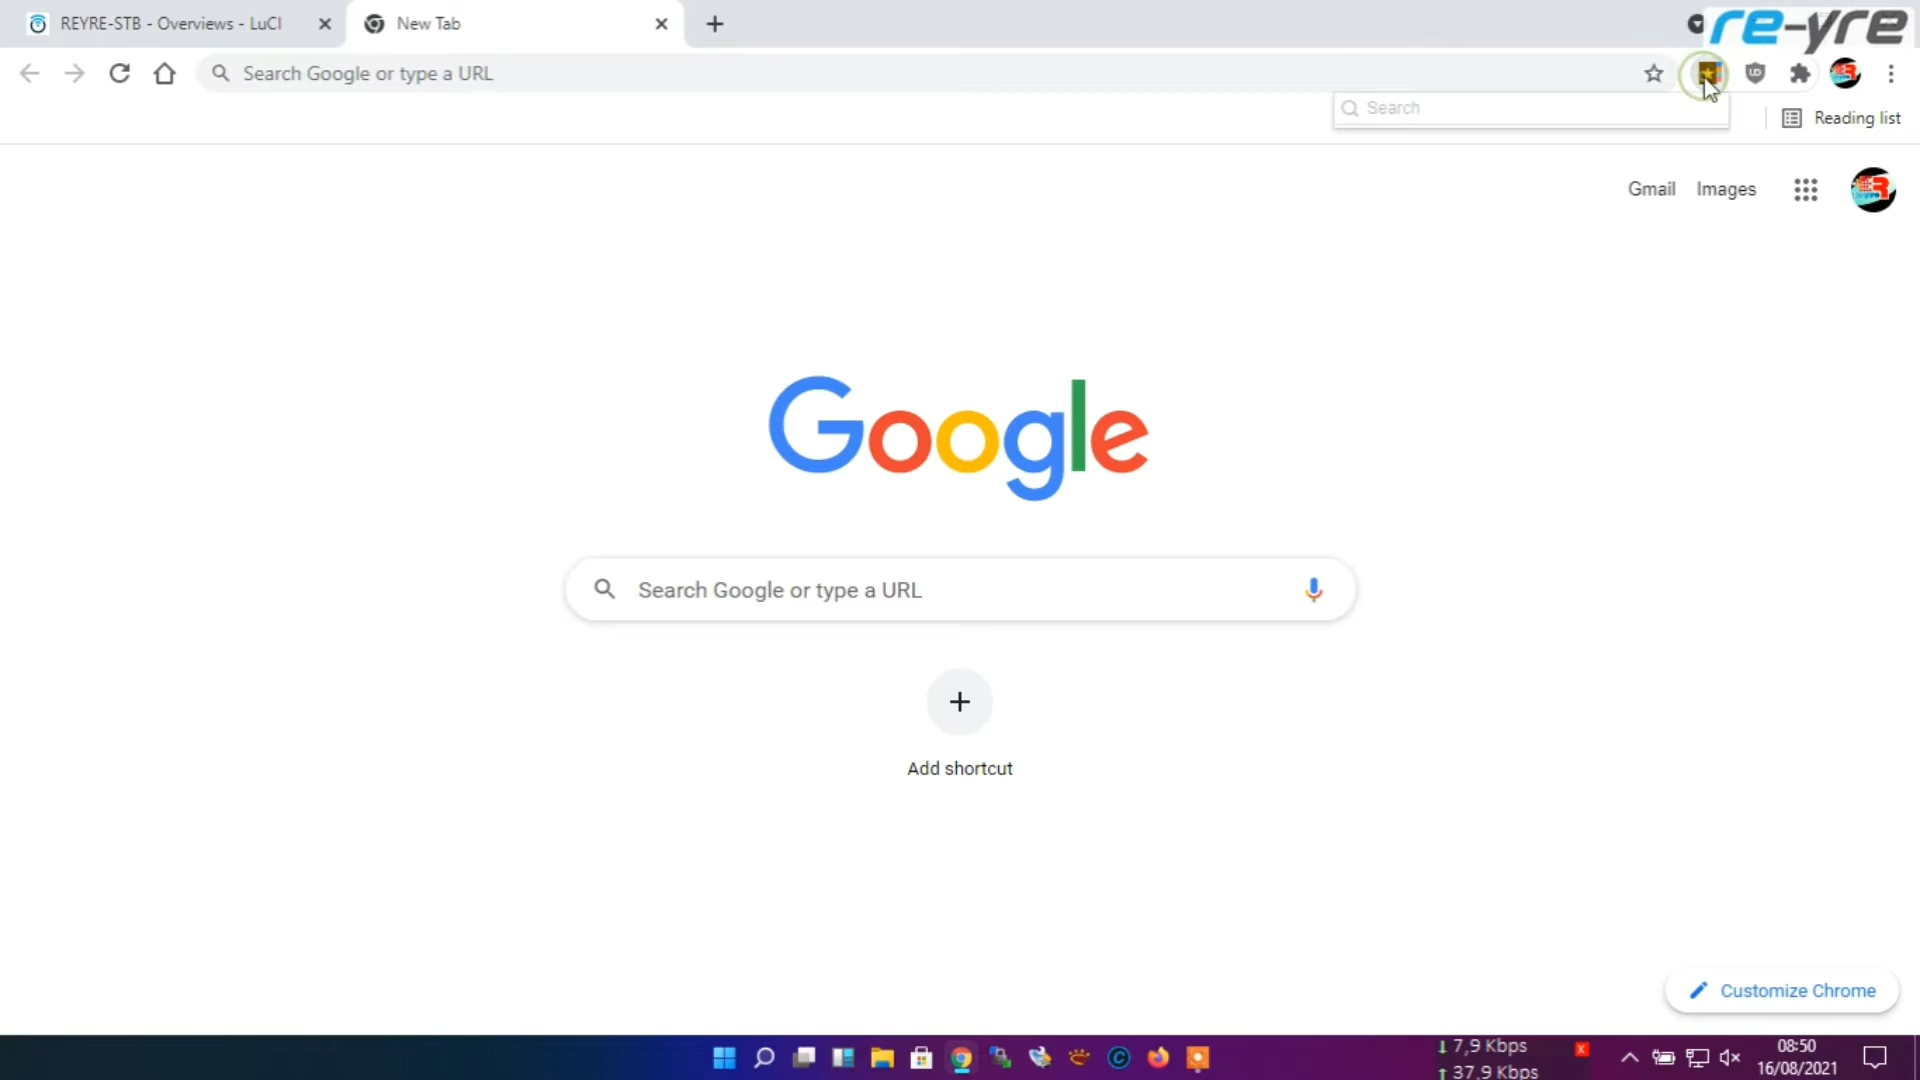 REYRE-STB - Overviews - LuCI
New Tab
re-yre
Search Google or type a URL
Search
Reading list
Gmail
Images
Google
Search Google or type a URL
Add shortcut
Customize Chrome
7,9 Kbps
37,9 Kbps
08:50
16/08/2021